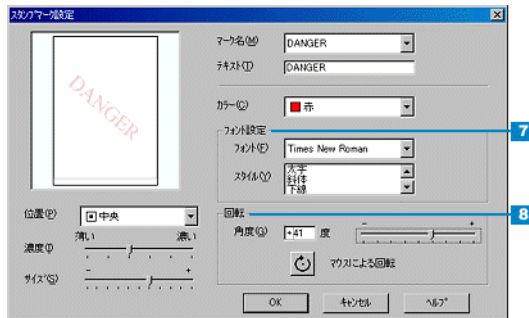 スタンプマーク設定
マーク名(M) DANGER
テキスト(T) DANGER
DANGER
カラー(C) 赤
フォント設定 7
フォント(F) Times New Roman
スタイル(Y) 太字
斜体
下線
位置(P) 中央
回転 8
薄い 濃い
角度(G) +41 度 - +
濃度(I)
マウスによる回転
サイズ(S) - +
OK キャンセル ヘルプ